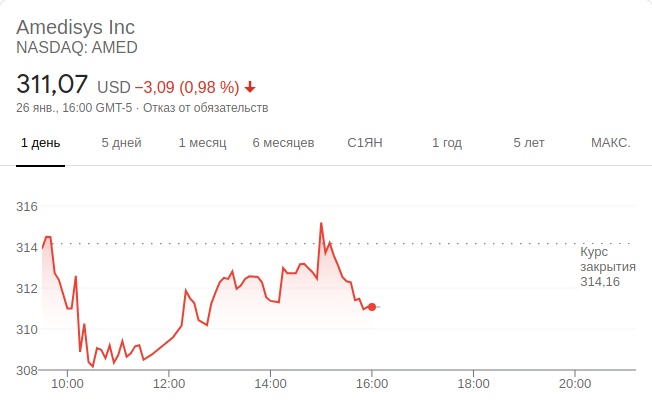 Amedisys Inc
NASDAQ: AMED
311,07 USD −3,09 (0,98 %)
26 янв., 16:00 GMT-5 · Отказ от обязательств
1 день 5 дней 1 месяц 6 месяцев С1ЯН 1 год 5 лет МАКС.
316
314
312
310
308
Курс
закрытия
314,16
10:00 12:00 14:00 16:00 18:00 20:00